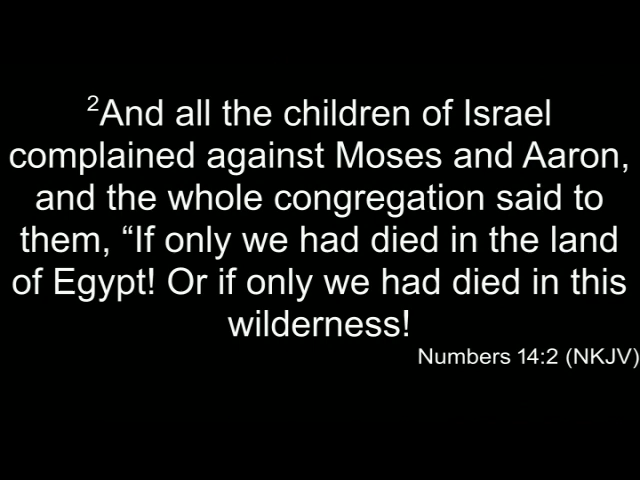 ²And all the children of Israel
complained against Moses and Aaron,
and the whole congregation said to
them, “If only we had died in the land
of Egypt! Or if only we had died in this
wilderness!
Numbers 14:2 (NKJV)